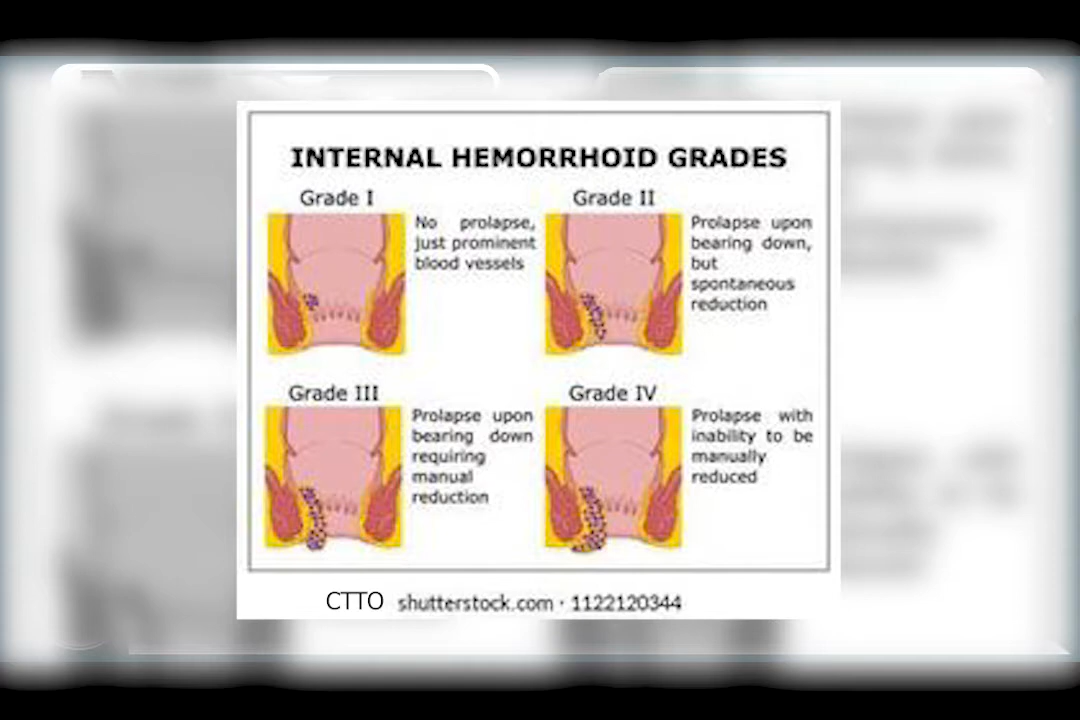 INTERNAL HEMORRHOID GRADES
Grade I
No prolapse,
just prominent
blood vessels
Grade II
Prolapse upon
bearing down,
but
spontaneous
reduction
Grade III
Prolapse upon
bearing down
requiring
manual
reduction
Grade IV
Prolapse with
inability to be
manually
reduced
CTTO shutterstock.com · 1122120344